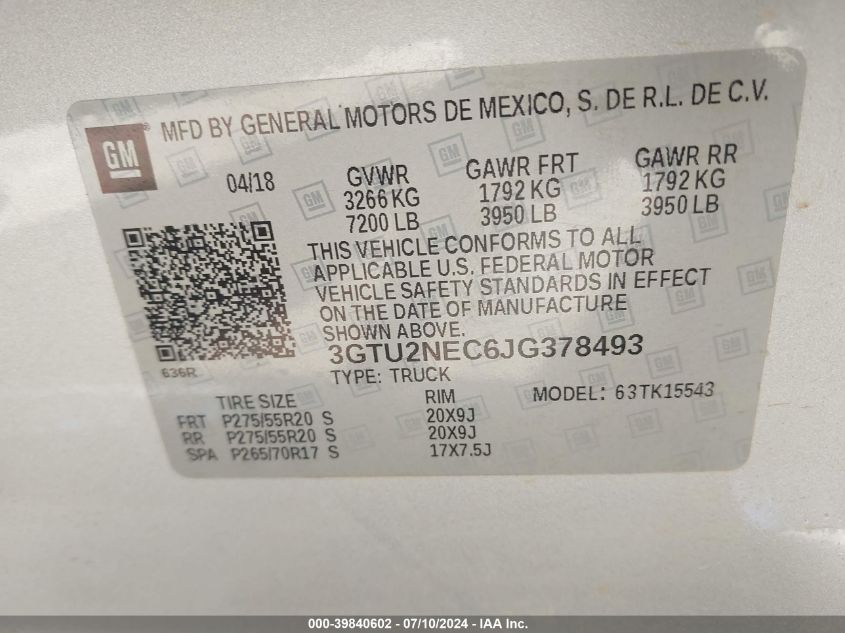 GM ® MFD BY GENERAL MOTORS DE MEXICO, S. DE R.L. DE C.V.
04/18 GVWR GAWR FRT GAWR RR
3266 KG 1792 KG 1792 KG
7200 LB 3950 LB 3950 LB
THIS VEHICLE CONFORMS TO ALL
APPLICABLE U.S. FEDERAL MOTOR
VEHICLE SAFETY STANDARDS IN EFFECT
ON THE DATE OF MANUFACTURE
SHOWN ABOVE.
3GTU2NEC6JG378493
636R
TYPE: TRUCK MODEL: 63TK15543
TIRE SIZE RIM
FRT P275/55R20 S 20X9J
RR P275/55R20 S 20X9J
SPA P265/70R17 S 17X7.5J
000-39840602 - 07/10/2024 - IAA Inc.